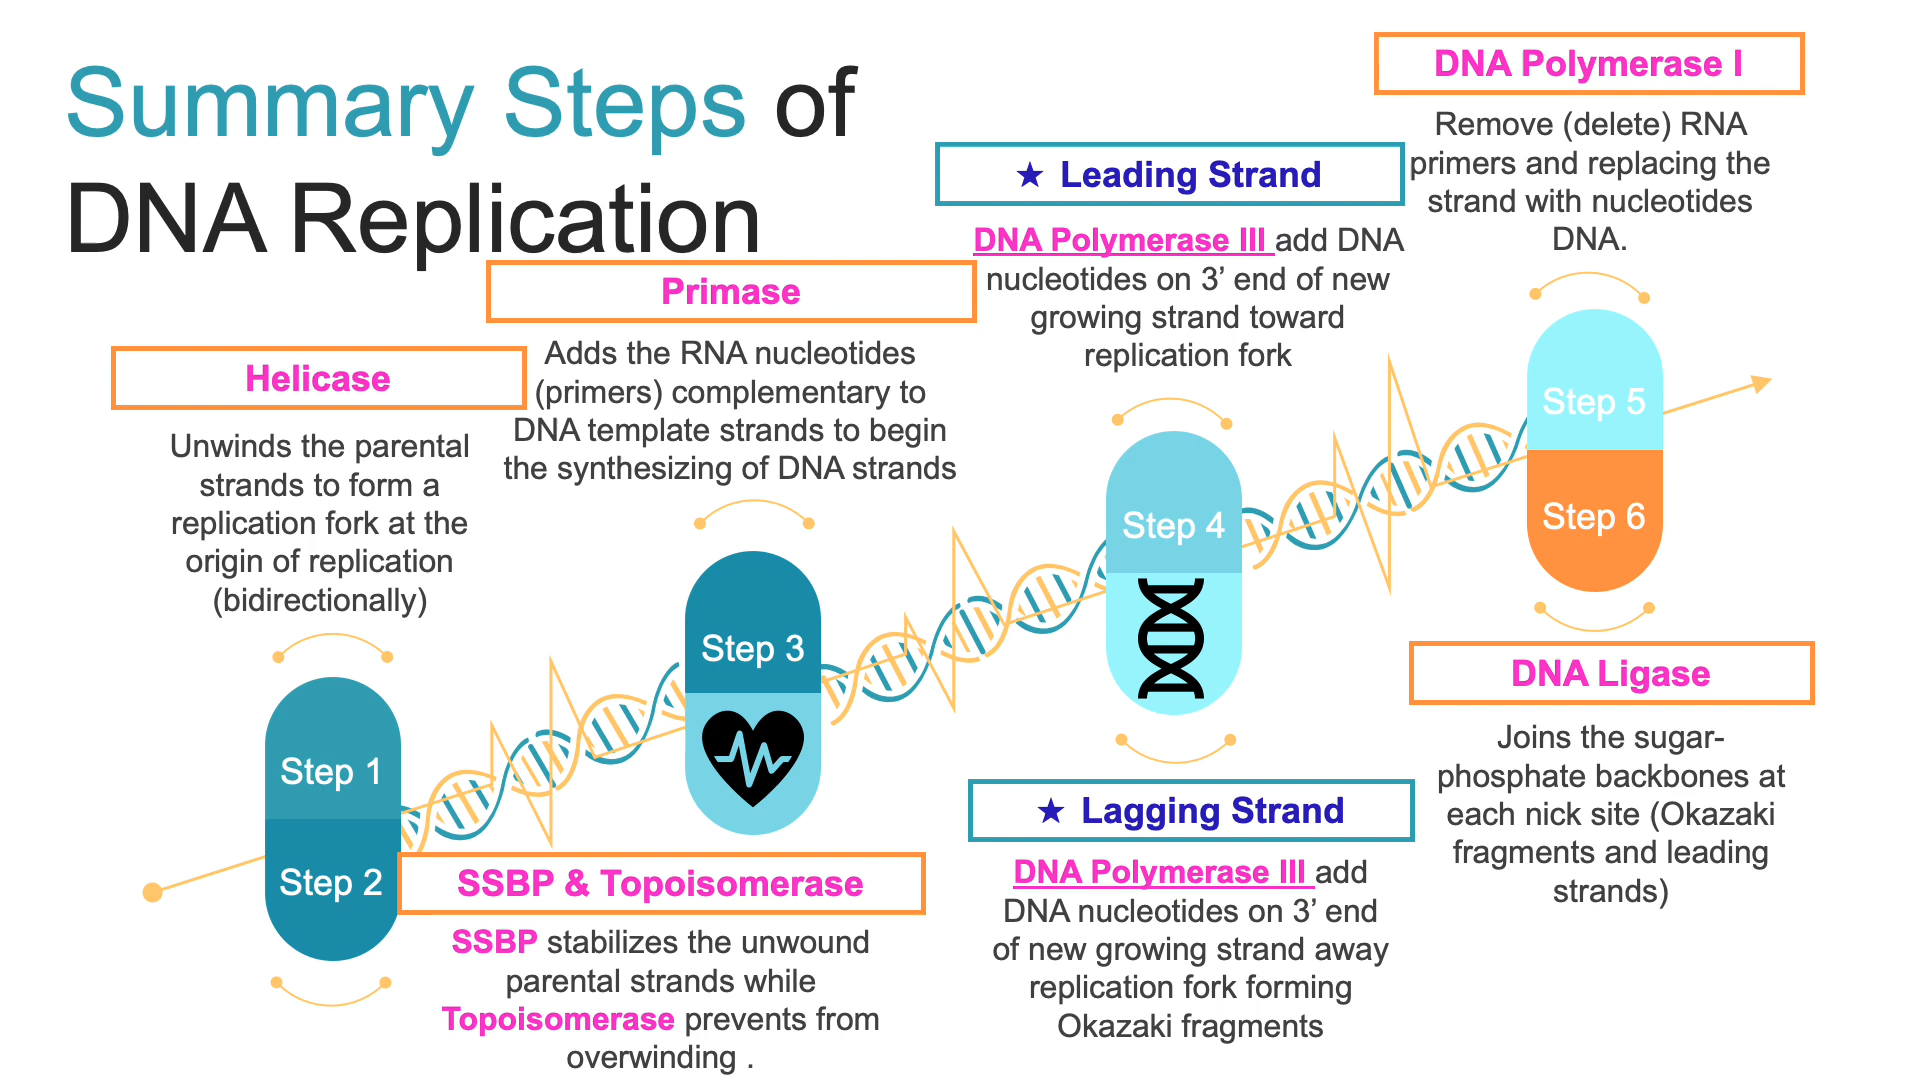 Summary Steps of
DNA Replication
Helicase
Unwinds the parental
strands to form a
replication fork at the
origin of replication
(bidirectionally)
Step 1
Step 2
SSBP & Topoisomerase
SSBP stabilizes the unwound
parental strands while
Topoisomerase prevents from
overwinding .
Primase
Adds the RNA nucleotides
(primers) complementary to
DNA template strands to begin
the synthesizing of DNA strands
Step 3
★ Leading Strand
DNA Polymerase III add DNA
nucleotides on 3’ end of new
growing strand toward
replication fork
Step 4
★ Lagging Strand
DNA Polymerase III add
DNA nucleotides on 3’ end
of new growing strand away
replication fork forming
Okazaki fragments
DNA Polymerase I
Remove (delete) RNA
primers and replacing the
strand with nucleotides
DNA.
Step 5
Step 6
DNA Ligase
Joins the sugar-
phosphate backbones at
each nick site (Okazaki
fragments and leading
strands)